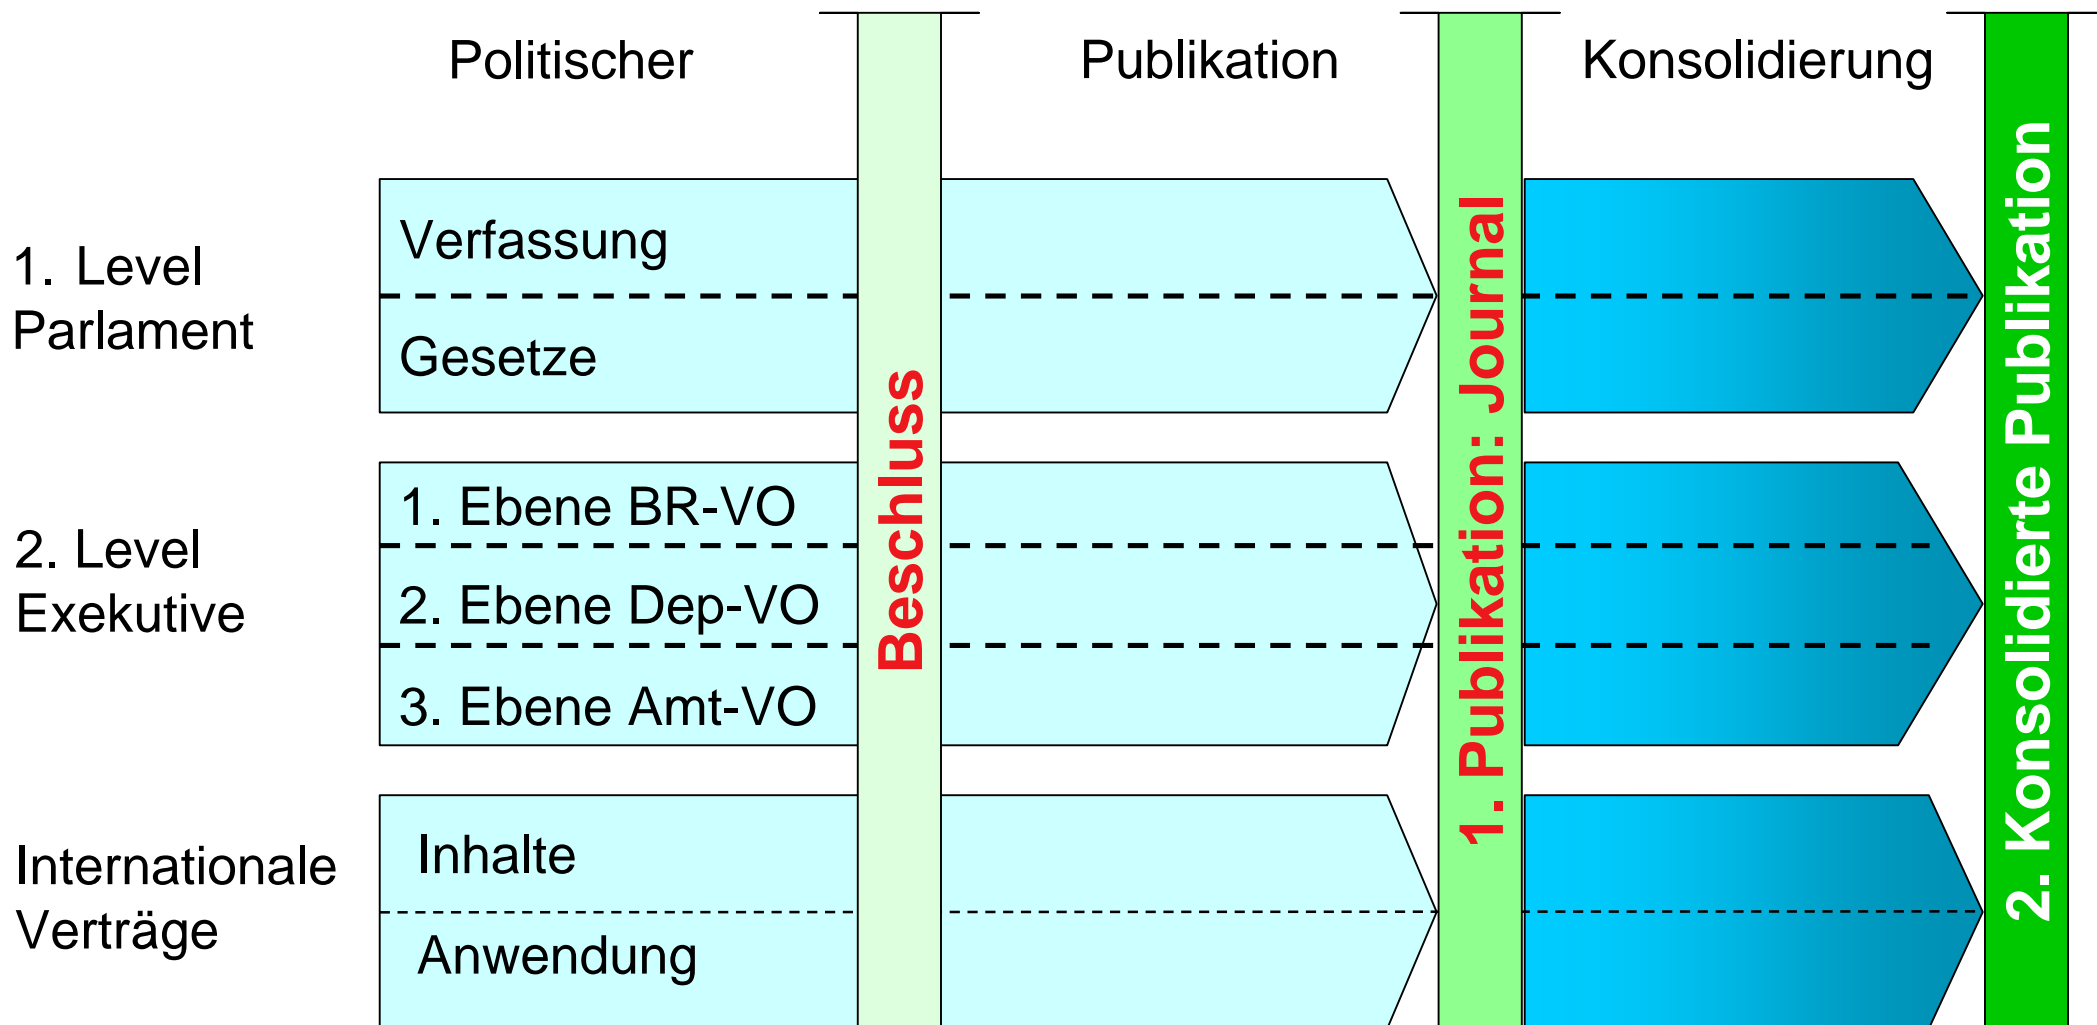 Politischer
Publikation
Konsolidierung
1. Level
Parlament
Verfassung
Gesetze
2. Level
Exekutive
1. Ebene BR-VO
2. Ebene Dep-VO
3. Ebene Amt-VO
Internationale
Verträge
Inhalte
Anwendung
Beschluss
1. Publikation: Journal
2. Konsolidierte Publikation